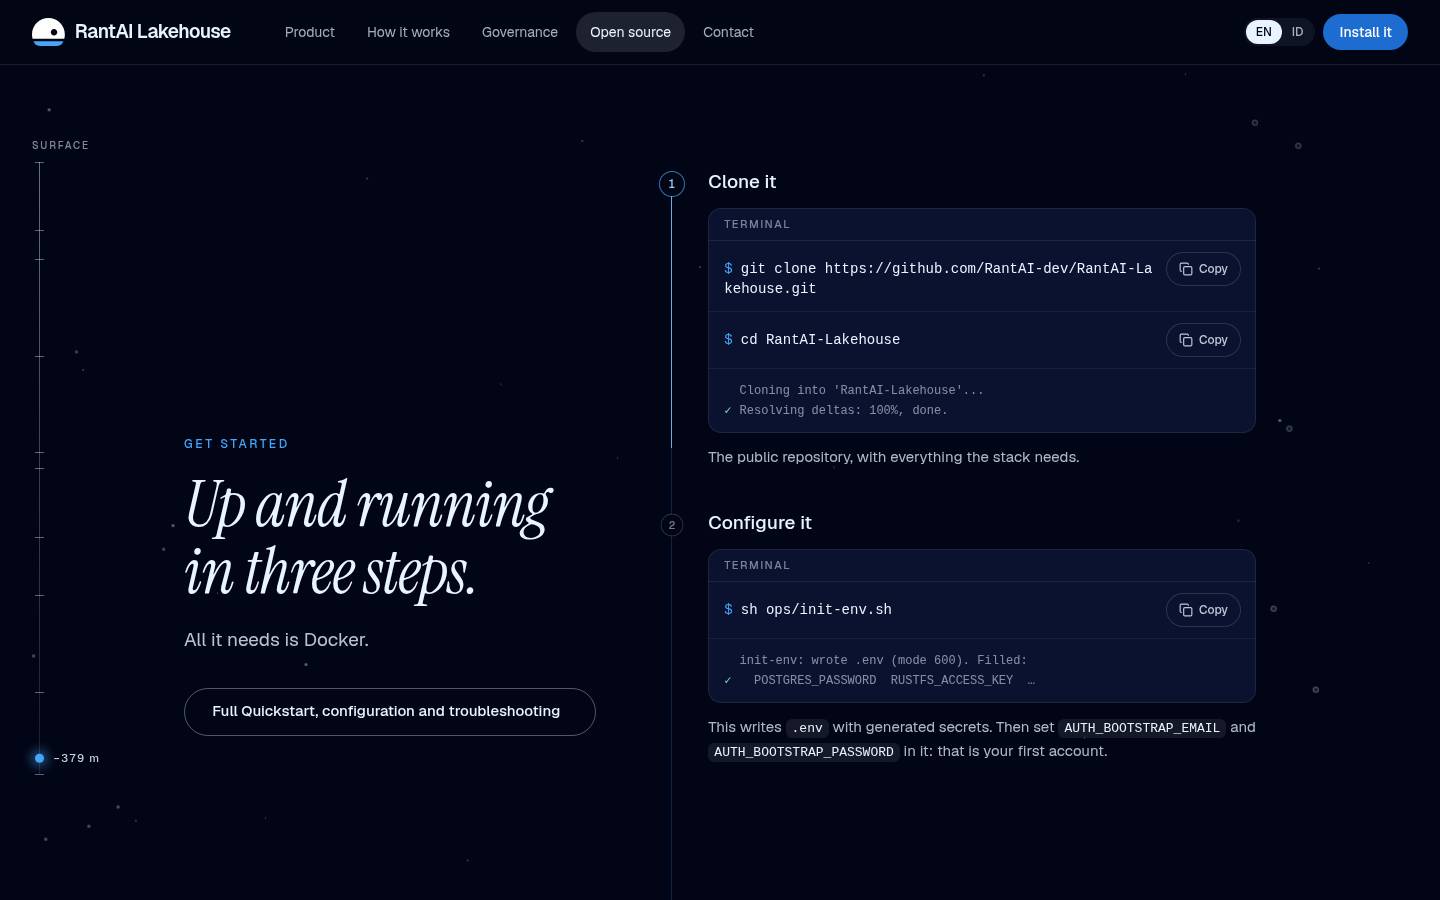 RantAI Lakehouse
Product
How it works
Governance
Open source
Contact
EN
ID
Install it
SURFACE
-379 m
GET STARTED
Up and running
in three steps.
All it needs is Docker.
Full Quickstart, configuration and troubleshooting
1
Clone it
TERMINAL
$ git clone https://github.com/RantAI-dev/RantAI-La
kehouse.git
Copy
$ cd RantAI-Lakehouse
Copy
Cloning into 'RantAI-Lakehouse'...
✓ Resolving deltas: 100%, done.
The public repository, with everything the stack needs.
2
Configure it
TERMINAL
$ sh ops/init-env.sh
Copy
init-env: wrote .env (mode 600). Filled:
✓ POSTGRES_PASSWORD RUSTFS_ACCESS_KEY …
This writes .env with generated secrets. Then set AUTH_BOOTSTRAP_EMAIL and
AUTH_BOOTSTRAP_PASSWORD in it: that is your first account.